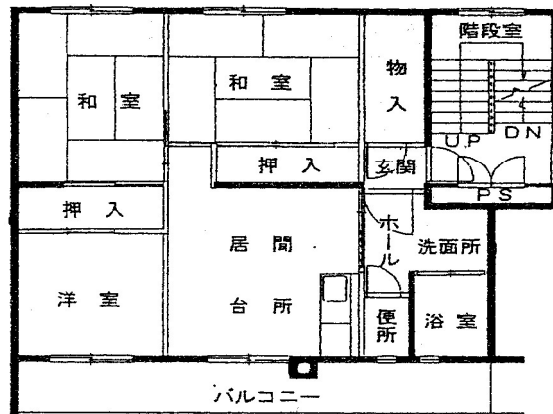 階段室
和室
和室
物入
UP
DN
押入
玄関
PS
押入
居間
ホール
洗面所
洋室
台所
便所
浴室
バルコニー